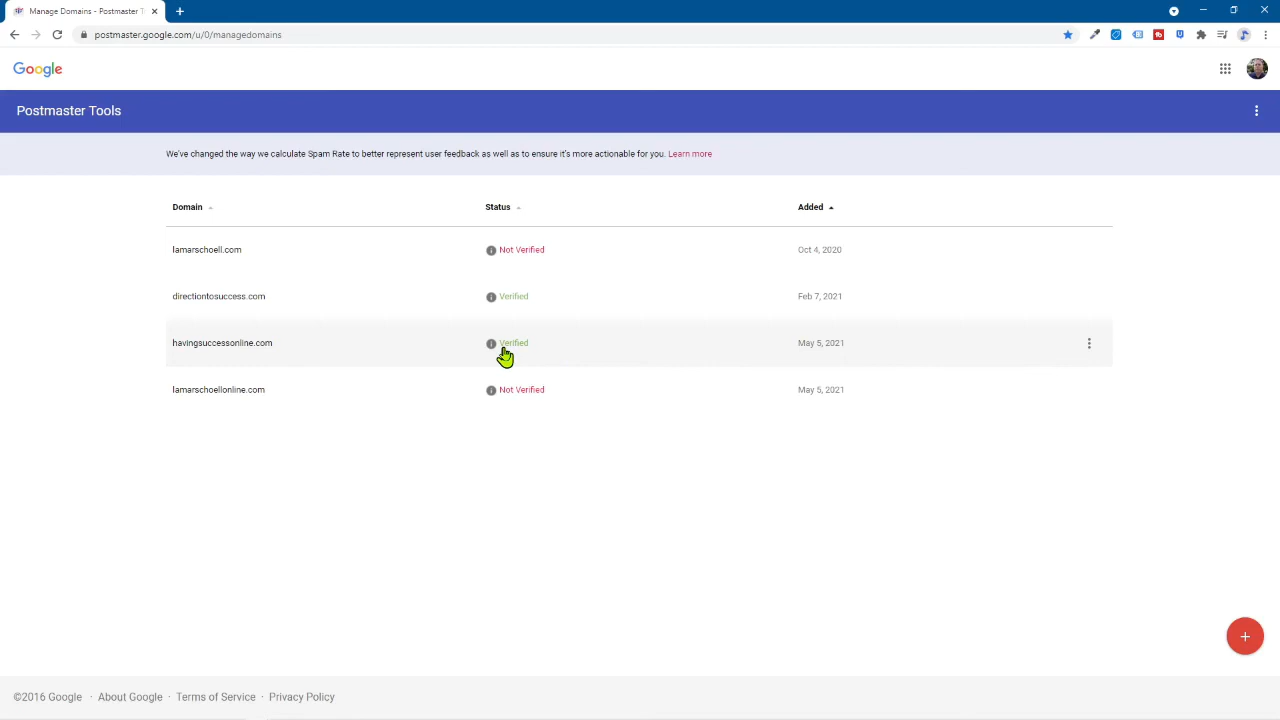 Manage Domains - Postmaster T
postmaster.google.com/u/0/managedomains
Google
Postmaster Tools
We've changed the way we calculate Spam Rate to better represent user feedback as well as to ensure it's more actionable for you. Learn more
Domain Status Added
lamarschoell.com Not Verified Oct 4, 2020
directiontosuccess.com Verified Feb 7, 2021
havingsuccessonline.com Verified May 5, 2021
lamarschoellonline.com Not Verified May 5, 2021
©2016 Google · About Google · Terms of Service · Privacy Policy